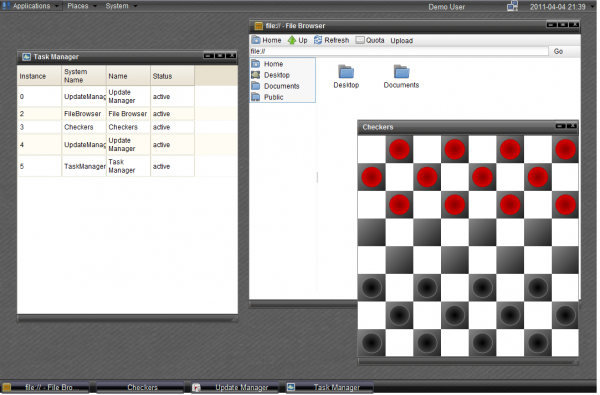 Applications Places System Demo User 2011-04-04 21:39
file:// - File Browser
Home Up Refresh Quota Upload
file:// Go
Home
Desktop
Documents
Public
Desktop Documents
Task Manager
Instance System Name Name Status
0 UpdateManag Update Manager active
2 FileBrowser File Browser active
3 Checkers Checkers active
4 UpdateManag Update Manager active
5 TaskManager Task Manager active
Checkers
file:// - File Bro... Checkers Update Manager Task Manager